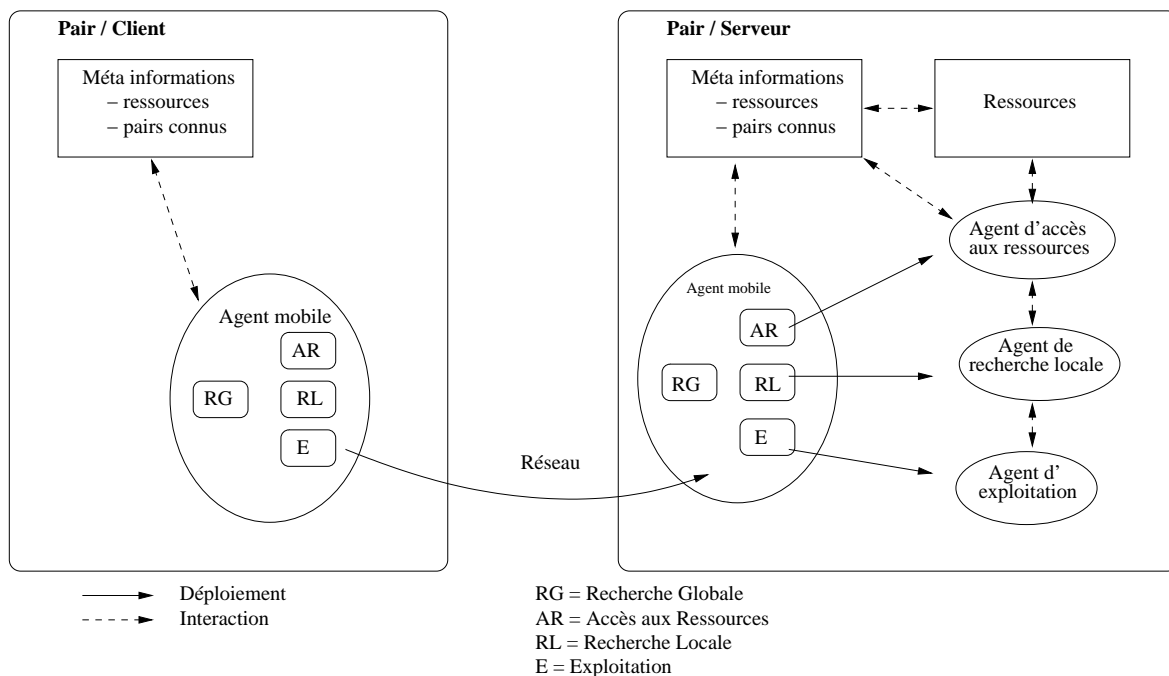 Pair / Client
Méta informations
– ressources
– pairs connus
Agent mobile
AR
RG
RL
E
Réseau
Pair / Serveur
Méta informations
– ressources
– pairs connus
Ressources
Agent d'accès
aux ressources
Agent mobile
AR
RG
RL
E
Agent de
recherche locale
Agent d'
exploitation
Déploiement
Interaction
RG = Recherche Globale
AR = Accès aux Ressources
RL = Recherche Locale
E = Exploitation